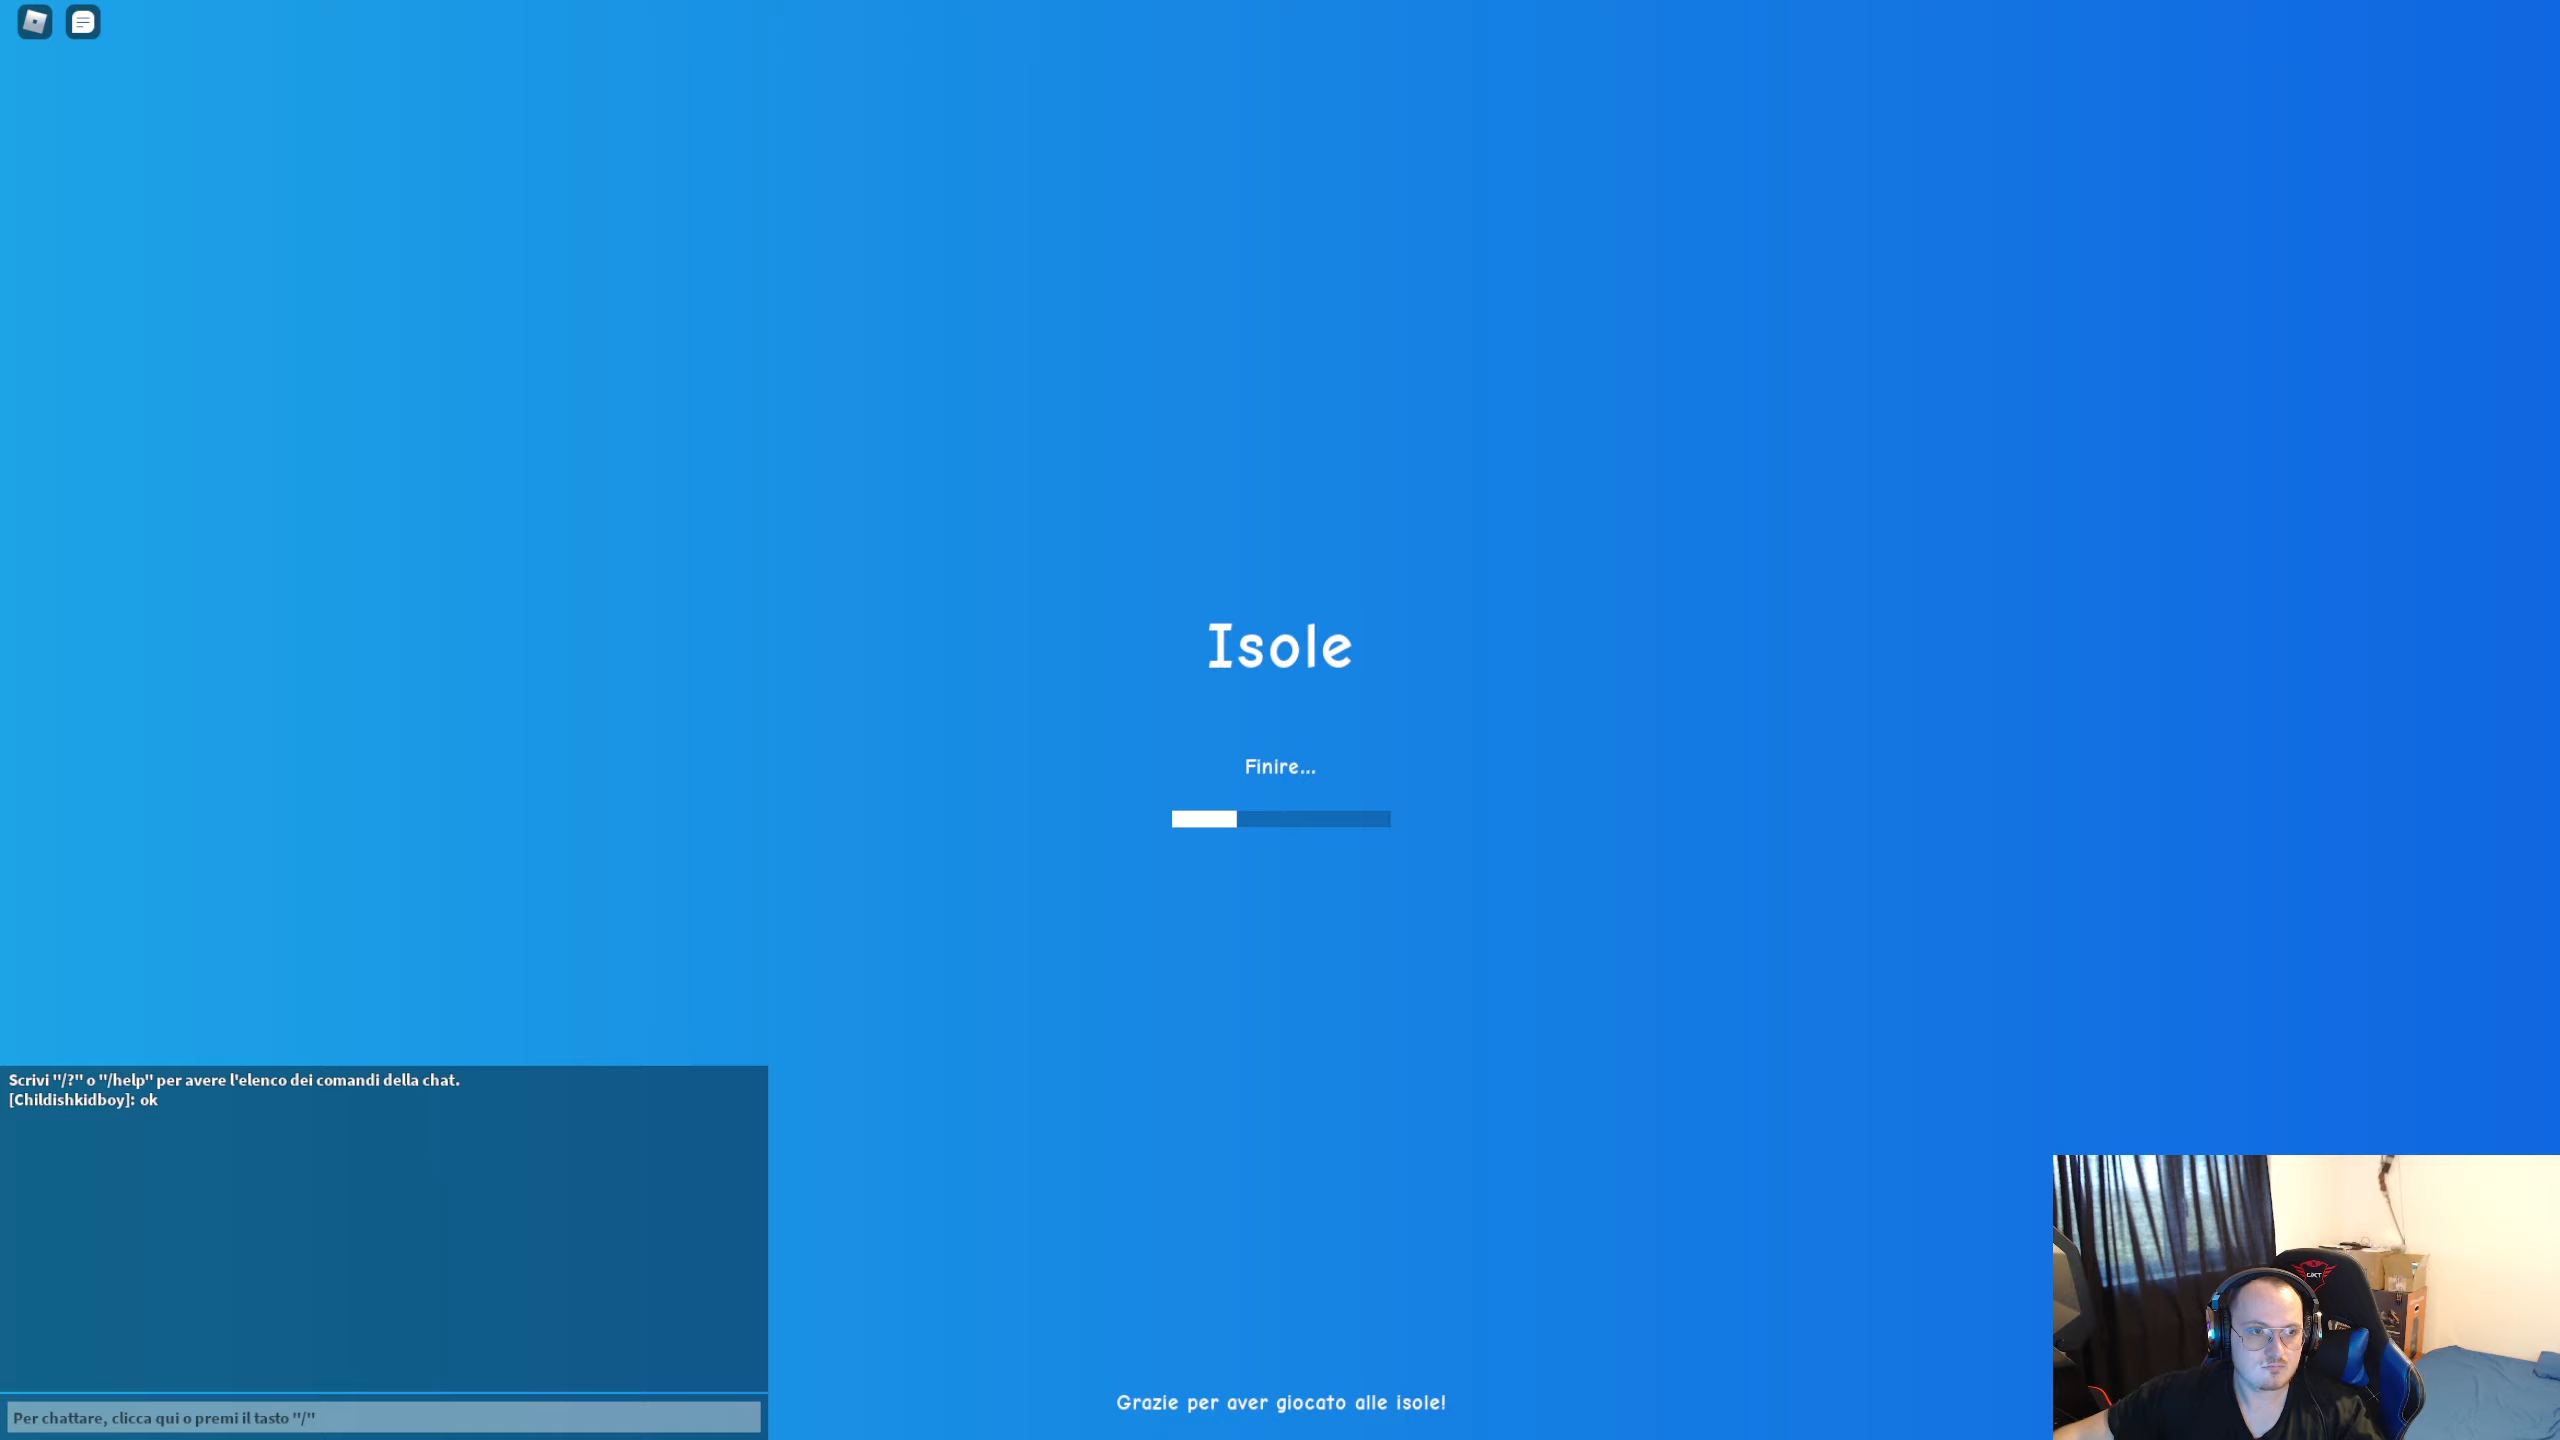 Isole
Finire...
Scrivi "/?" o "/help" per avere l'elenco dei comandi della chat.
[Childishkidboy]: ok
Per chattare, clicca qui o premi il tasto "/"
Grazie per aver giocato alle isole!
GXT